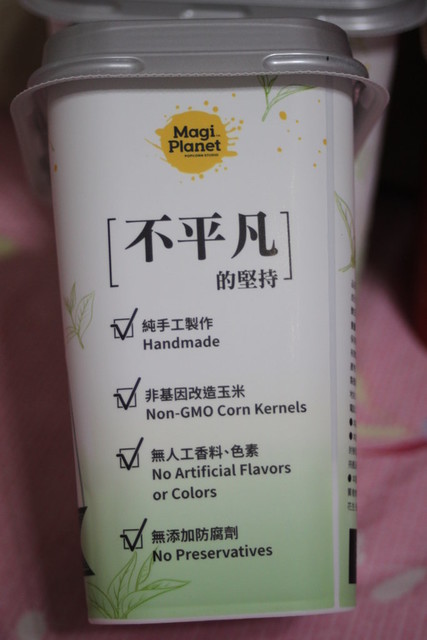 Magi
Planet
POPCORN STUDIO
[不平凡]
的堅持
純手工製作
Handmade
非基因改造玉米
Non-GMO Corn Kernels
無人工香料、色素
No Artificial Flavors
or Colors
無添加防腐劑
No Preservatives